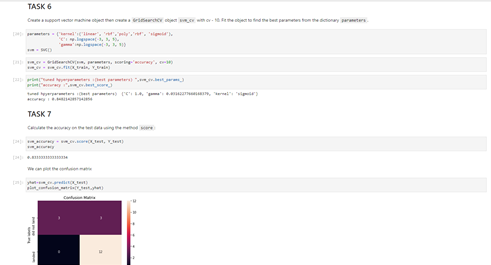 TASK 6
Create a support vector machine object then create a GridSearchCV object svm_cv with cv - 10. Fit the object to find the best parameters from the dictionary parameters.
parameters = {'kernel':('linear', 'rbf','poly','rbf', 'sigmoid'),
'C': np.logspace(-3, 3, 5),
'gamma':np.logspace(-3, 3, 5)}
svm = SVC()
svm_cv = GridSearchCV(svm, parameters, scoring='accuracy', cv=10)
svm_cv = svm_cv.fit(X_train, Y_train)
print("tuned hpyerparameters :(best parameters) ",svm_cv.best_params_)
print("accuracy :",svm_cv.best_score_)
tuned hpyerparameters :(best parameters) {'C': 1.0, 'gamma': 0.03162277660168379, 'kernel': 'sigmoid'}
accuracy : 0.8482142857142856
TASK 7
Calculate the accuracy on the test data using the method score:
svm_accuracy = svm_cv.score(X_test, Y_test)
svm_accuracy
0.8333333333333334
We can plot the confusion matrix
yhat=svm_cv.predict(X_test)
plot_confusion_matrix(Y_test,yhat)
Confusion Matrix
12
10
8
6
4
2
3
3
did not land
True labels
landed
0
12